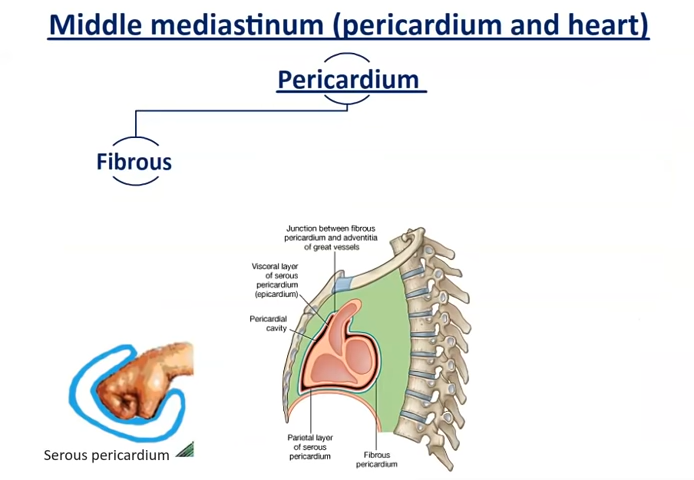 Middle mediastinum (pericardium and heart)
Pericardium
Fibrous
Junction between fibrous
pericardium and adventitia
of great vessels
Visceral layer
of serous
pericardium
(epicardium)
Pericardial
cavity
Parietal layer
of serous
pericardium
Fibrous
pericardium
Serous pericardium